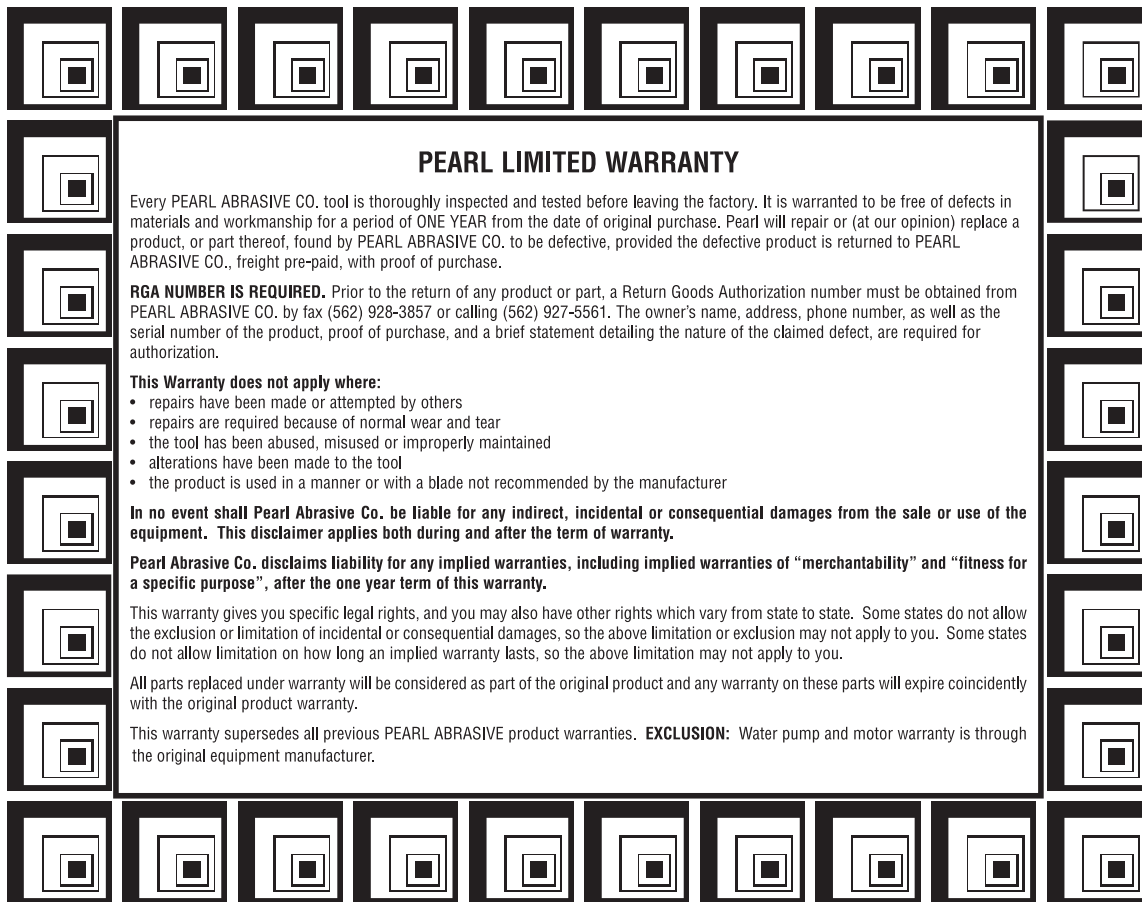 PEARL LIMITED WARRANTY
Every PEARL ABRASIVE CO. tool is thoroughly inspected and tested before leaving the factory. It is warranted to be free of defects in
materials and workmanship for a period of ONE YEAR from the date of original purchase. Pearl will repair or (at our opinion) replace a
product, or part thereof, found by PEARL ABRASIVE CO. to be defective, provided the defective product is returned to PEARL
ABRASIVE CO., freight pre-paid, with proof of purchase.
RGA NUMBER IS REQUIRED. Prior to the return of any product or part, a Return Goods Authorization number must be obtained from
PEARL ABRASIVE CO. by fax (562) 928-3857 or calling (562) 927-5561. The owner's name, address, phone number, as well as the
serial number of the product, proof of purchase, and a brief statement detailing the nature of the claimed defect, are required for
authorization.
This Warranty does not apply where:
• repairs have been made or attempted by others
• repairs are required because of normal wear and tear
• the tool has been abused, misused or improperly maintained
• alterations have been made to the tool
• the product is used in a manner or with a blade not recommended by the manufacturer
In no event shall Pearl Abrasive Co. be liable for any indirect, incidental or consequential damages from the sale or use of the
equipment. This disclaimer applies both during and after the term of warranty.
Pearl Abrasive Co. disclaims liability for any implied warranties, including implied warranties of “merchantability” and “fitness for
a specific purpose”, after the one year term of this warranty.
This warranty gives you specific legal rights, and you may also have other rights which vary from state to state. Some states do not allow
the exclusion or limitation of incidental or consequential damages, so the above limitation or exclusion may not apply to you. Some states
do not allow limitation on how long an implied warranty lasts, so the above limitation may not apply to you.
All parts replaced under warranty will be considered as part of the original product and any warranty on these parts will expire coincidently
with the original product warranty.
This warranty supersedes all previous PEARL ABRASIVE product warranties. EXCLUSION: Water pump and motor warranty is through
the original equipment manufacturer.